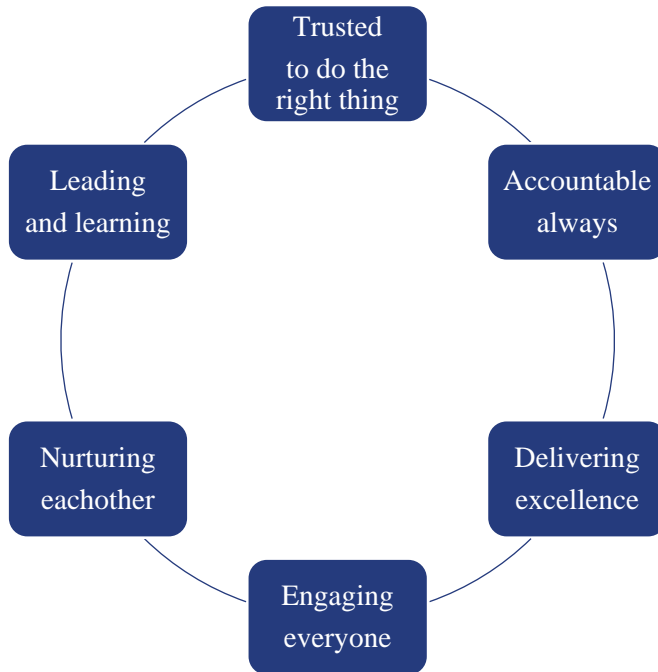 Trusted
to do the
right thing
Accountable
always
Delivering
excellence
Engaging
everyone
Nurturing
eachother
Leading
and learning